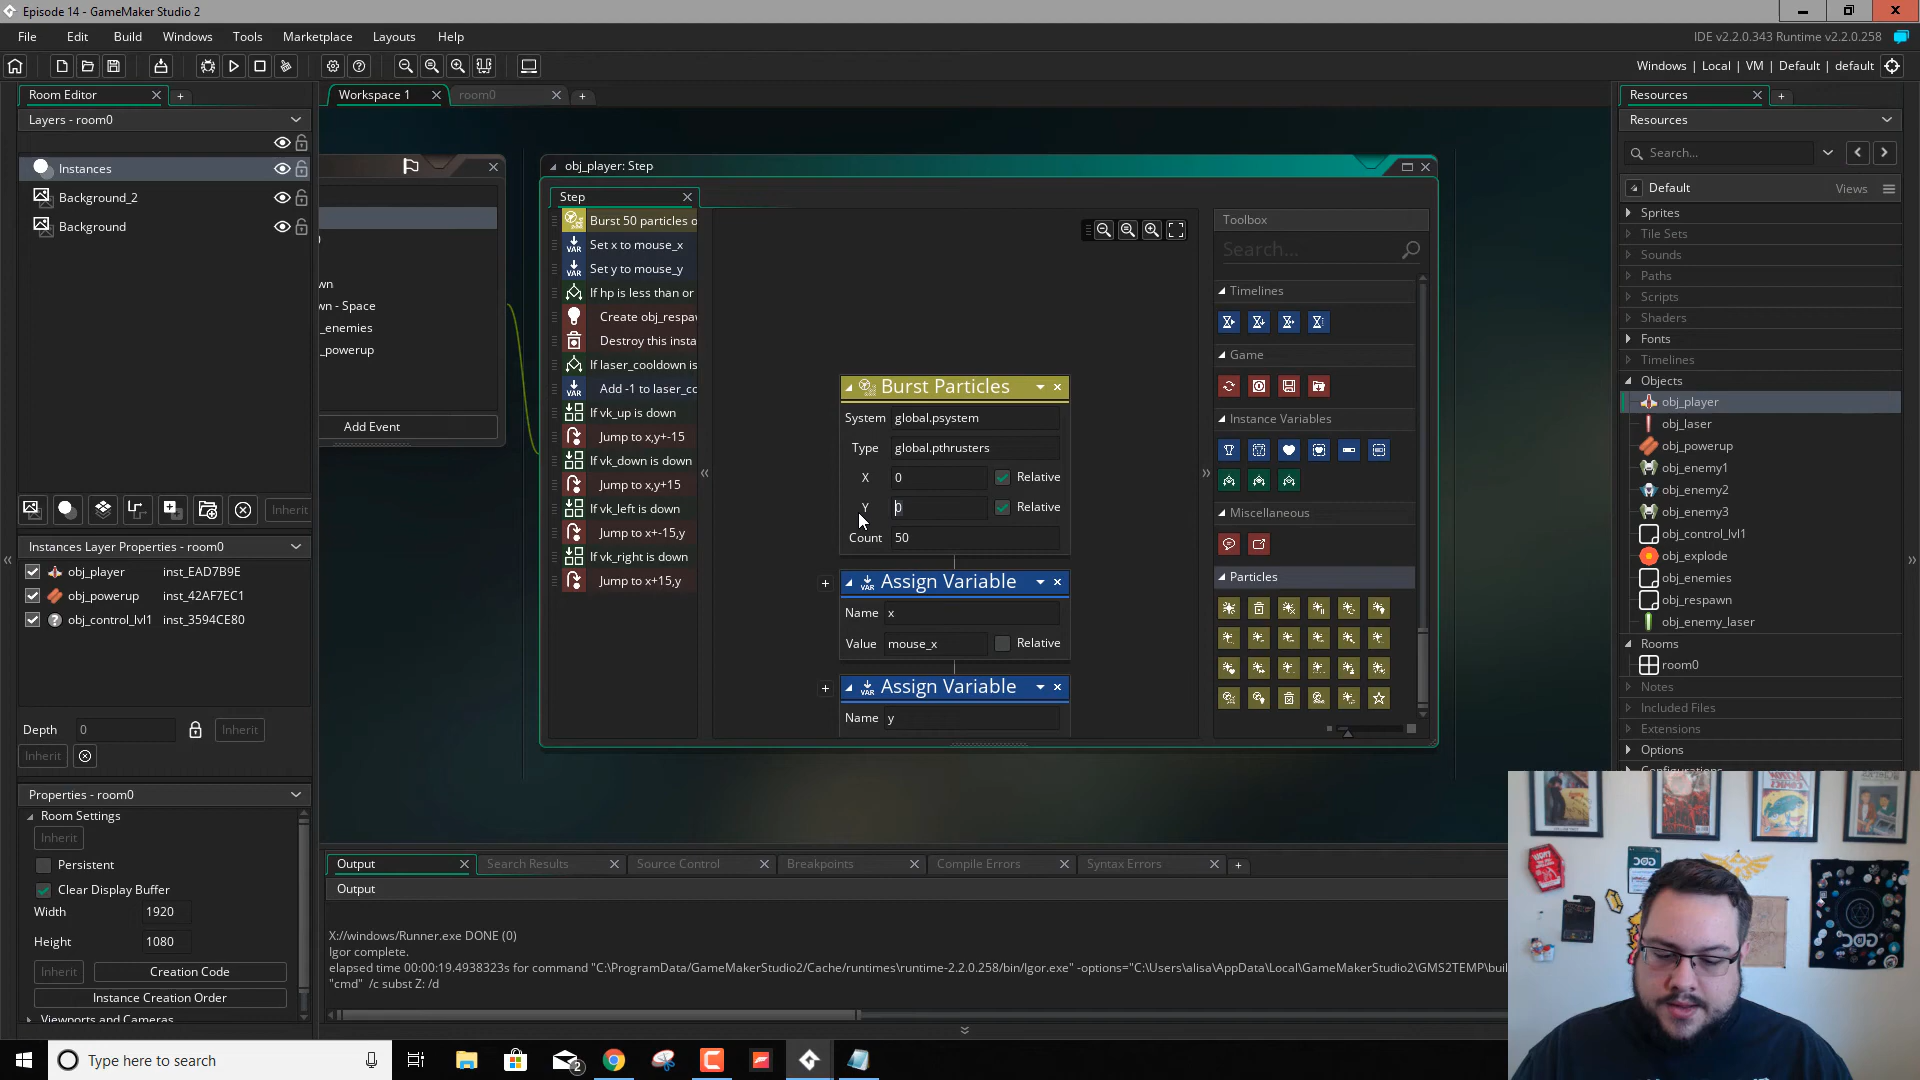 Episode 14 - GameMaker Studio 2
File Edit Build Windows Tools Marketplace Layouts Help
IDE v2.2.0.343 Runtime v2.2.0.258
Windows | Local | VM | Default | default
Room Editor
Layers - room0
Instances
Background_2
Background
Inherit
Instances Layer Properties - room0
obj_player inst_EAD7B9E
obj_powerup inst_42AF7EC1
obj_control_lvl1 inst_3594CE80
Depth 0 Inherit
Inherit
Properties - room0
Room Settings
Inherit
Persistent
Clear Display Buffer
Width 1920
Height 1080
Inherit Creation Code
Instance Creation Order
Viewports and Cameras
Workspace 1
room0
wn
wn - Space
_enemies
_powerup
Add Event
obj_player: Step
Step
Burst 50 particles o
Set x to mouse_x
Set y to mouse_y
If hp is less than or
Create obj_respa
Destroy this insta
If laser_cooldown is
Add -1 to laser_co
If vk_up is down
Jump to x,y+-15
If vk_down is down
Jump to x,y+15
If vk_left is down
Jump to x+-15,y
If vk_right is down
Jump to x+15,y
Burst Particles
System global.psystem
Type global.pthrusters
X 0 Relative
Y 0 Relative
Count 50
Assign Variable
Name x
Value mouse_x Relative
Assign Variable
Name y
Toolbox
Search...
Timelines
Game
Instance Variables
Miscellaneous
Particles
Resources
Resources
Search...
Default Views
Sprites
Tile Sets
Sounds
Paths
Scripts
Shaders
Fonts
Timelines
Objects
obj_player
obj_laser
obj_powerup
obj_enemy1
obj_enemy2
obj_enemy3
obj_control_lvl1
obj_explode
obj_enemies
obj_respawn
obj_enemy_laser
Rooms
room0
Notes
Included Files
Extensions
Options
Configurations
Output Search Results Source Control Breakpoints Compile Errors Syntax Errors
Output
X://windows/Runner.exe DONE (0)
Igor complete.
elapsed time 00:00:19.4938323s for command "C:\ProgramData/GameMakerStudio2/Cache/runtimes\runtime-2.2.0.258/bin/Igor.exe" -options="C:\Users\alisa\AppData\Local\GameMakerStudio2\GMS2TEMP\buil
"cmd" /c subst Z: /d
Type here to search
2